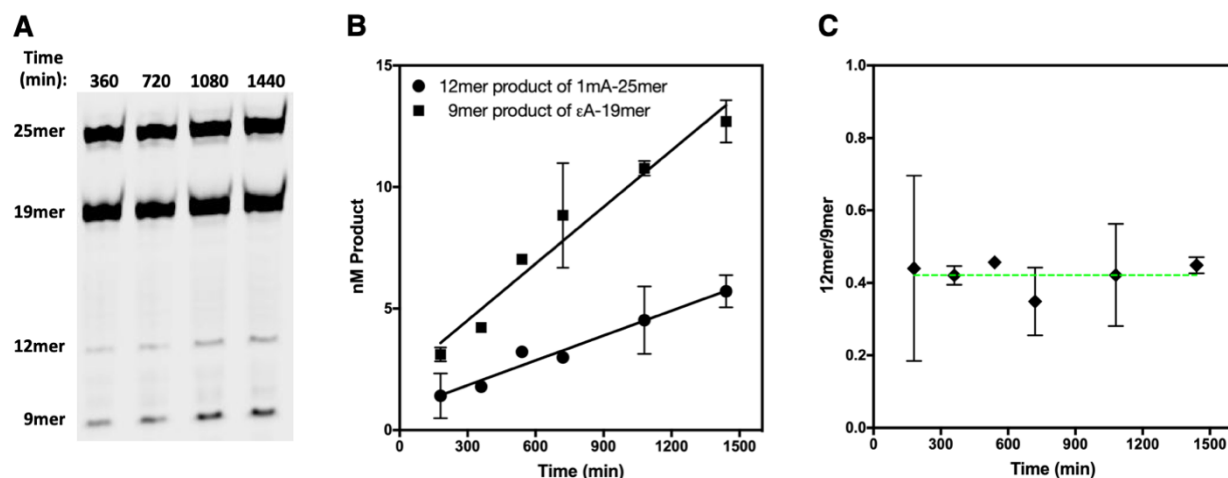 A
Time
(min): 360 720 1080 1440
25mer
19mer
12mer
9mer
B
15
10
5
0
nM Product
12mer product of 1mA-25mer
9mer product of εA-19mer
0 300 600 900 1200 1500
Time (min)
C
1.0
0.8
0.6
0.4
0.2
0.0
12mer/9mer
0 300 600 900 1200 1500
Time (min)